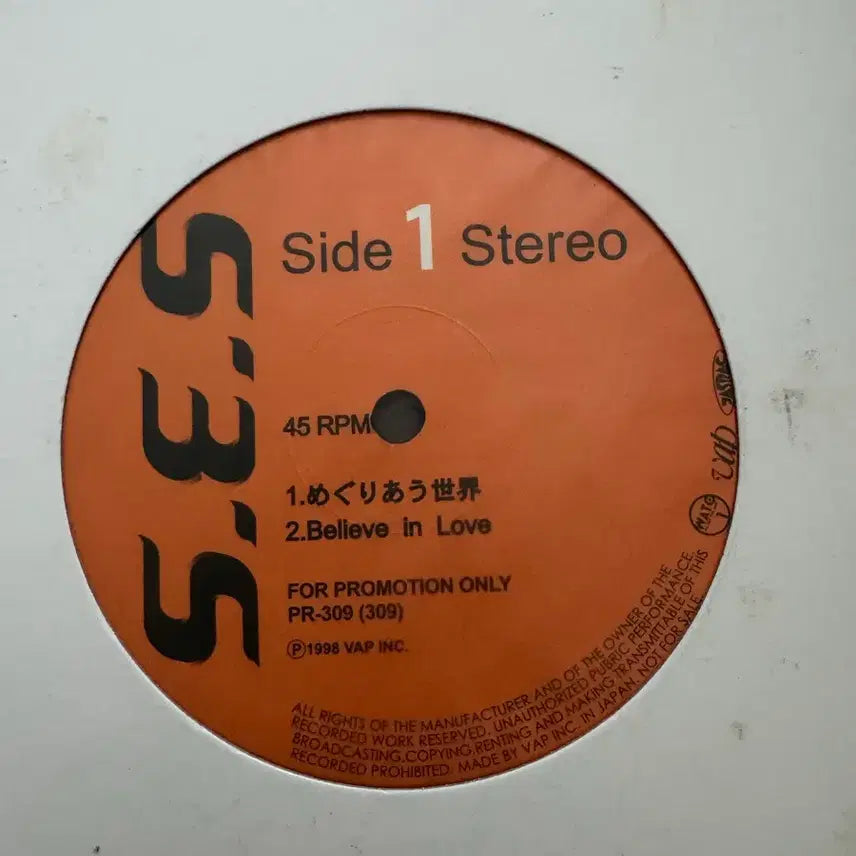 S.E.S
Side 1 Stereo
45 RPM
1.めぐりあう世界
2.Believe in Love
FOR PROMOTION ONLY
PR-309 (309)
Ⓟ1998 VAP INC.
JASRAC
vap
ALL RIGHTS OF THE MANUFACTURER AND OF THE OWNER OF THE
RECORDED WORK RESERVED. UNAUTHORIZED PUBRIC PERFORMANCE.
BROADCASTING,COPYING,RENTING AND MAKING TRANSMITTABLE OF THIS
RECORDED PROHIBITED. MADE BY VAP INC. IN JAPAN. NOT FOR SALE.